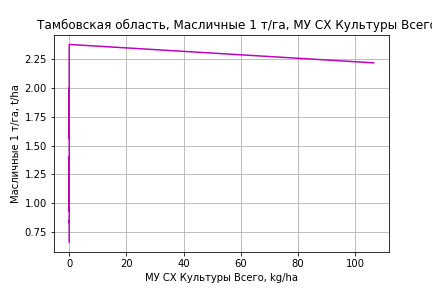 Тамбовская область, Масличные 1 т/га, МУ СХ Культуры Всего
2.25
2.00
1.75
1.50
1.25
1.00
0.75
Масличные 1 т/га, t/ha
0 20 40 60 80 100
МУ СХ Культуры Всего, kg/ha